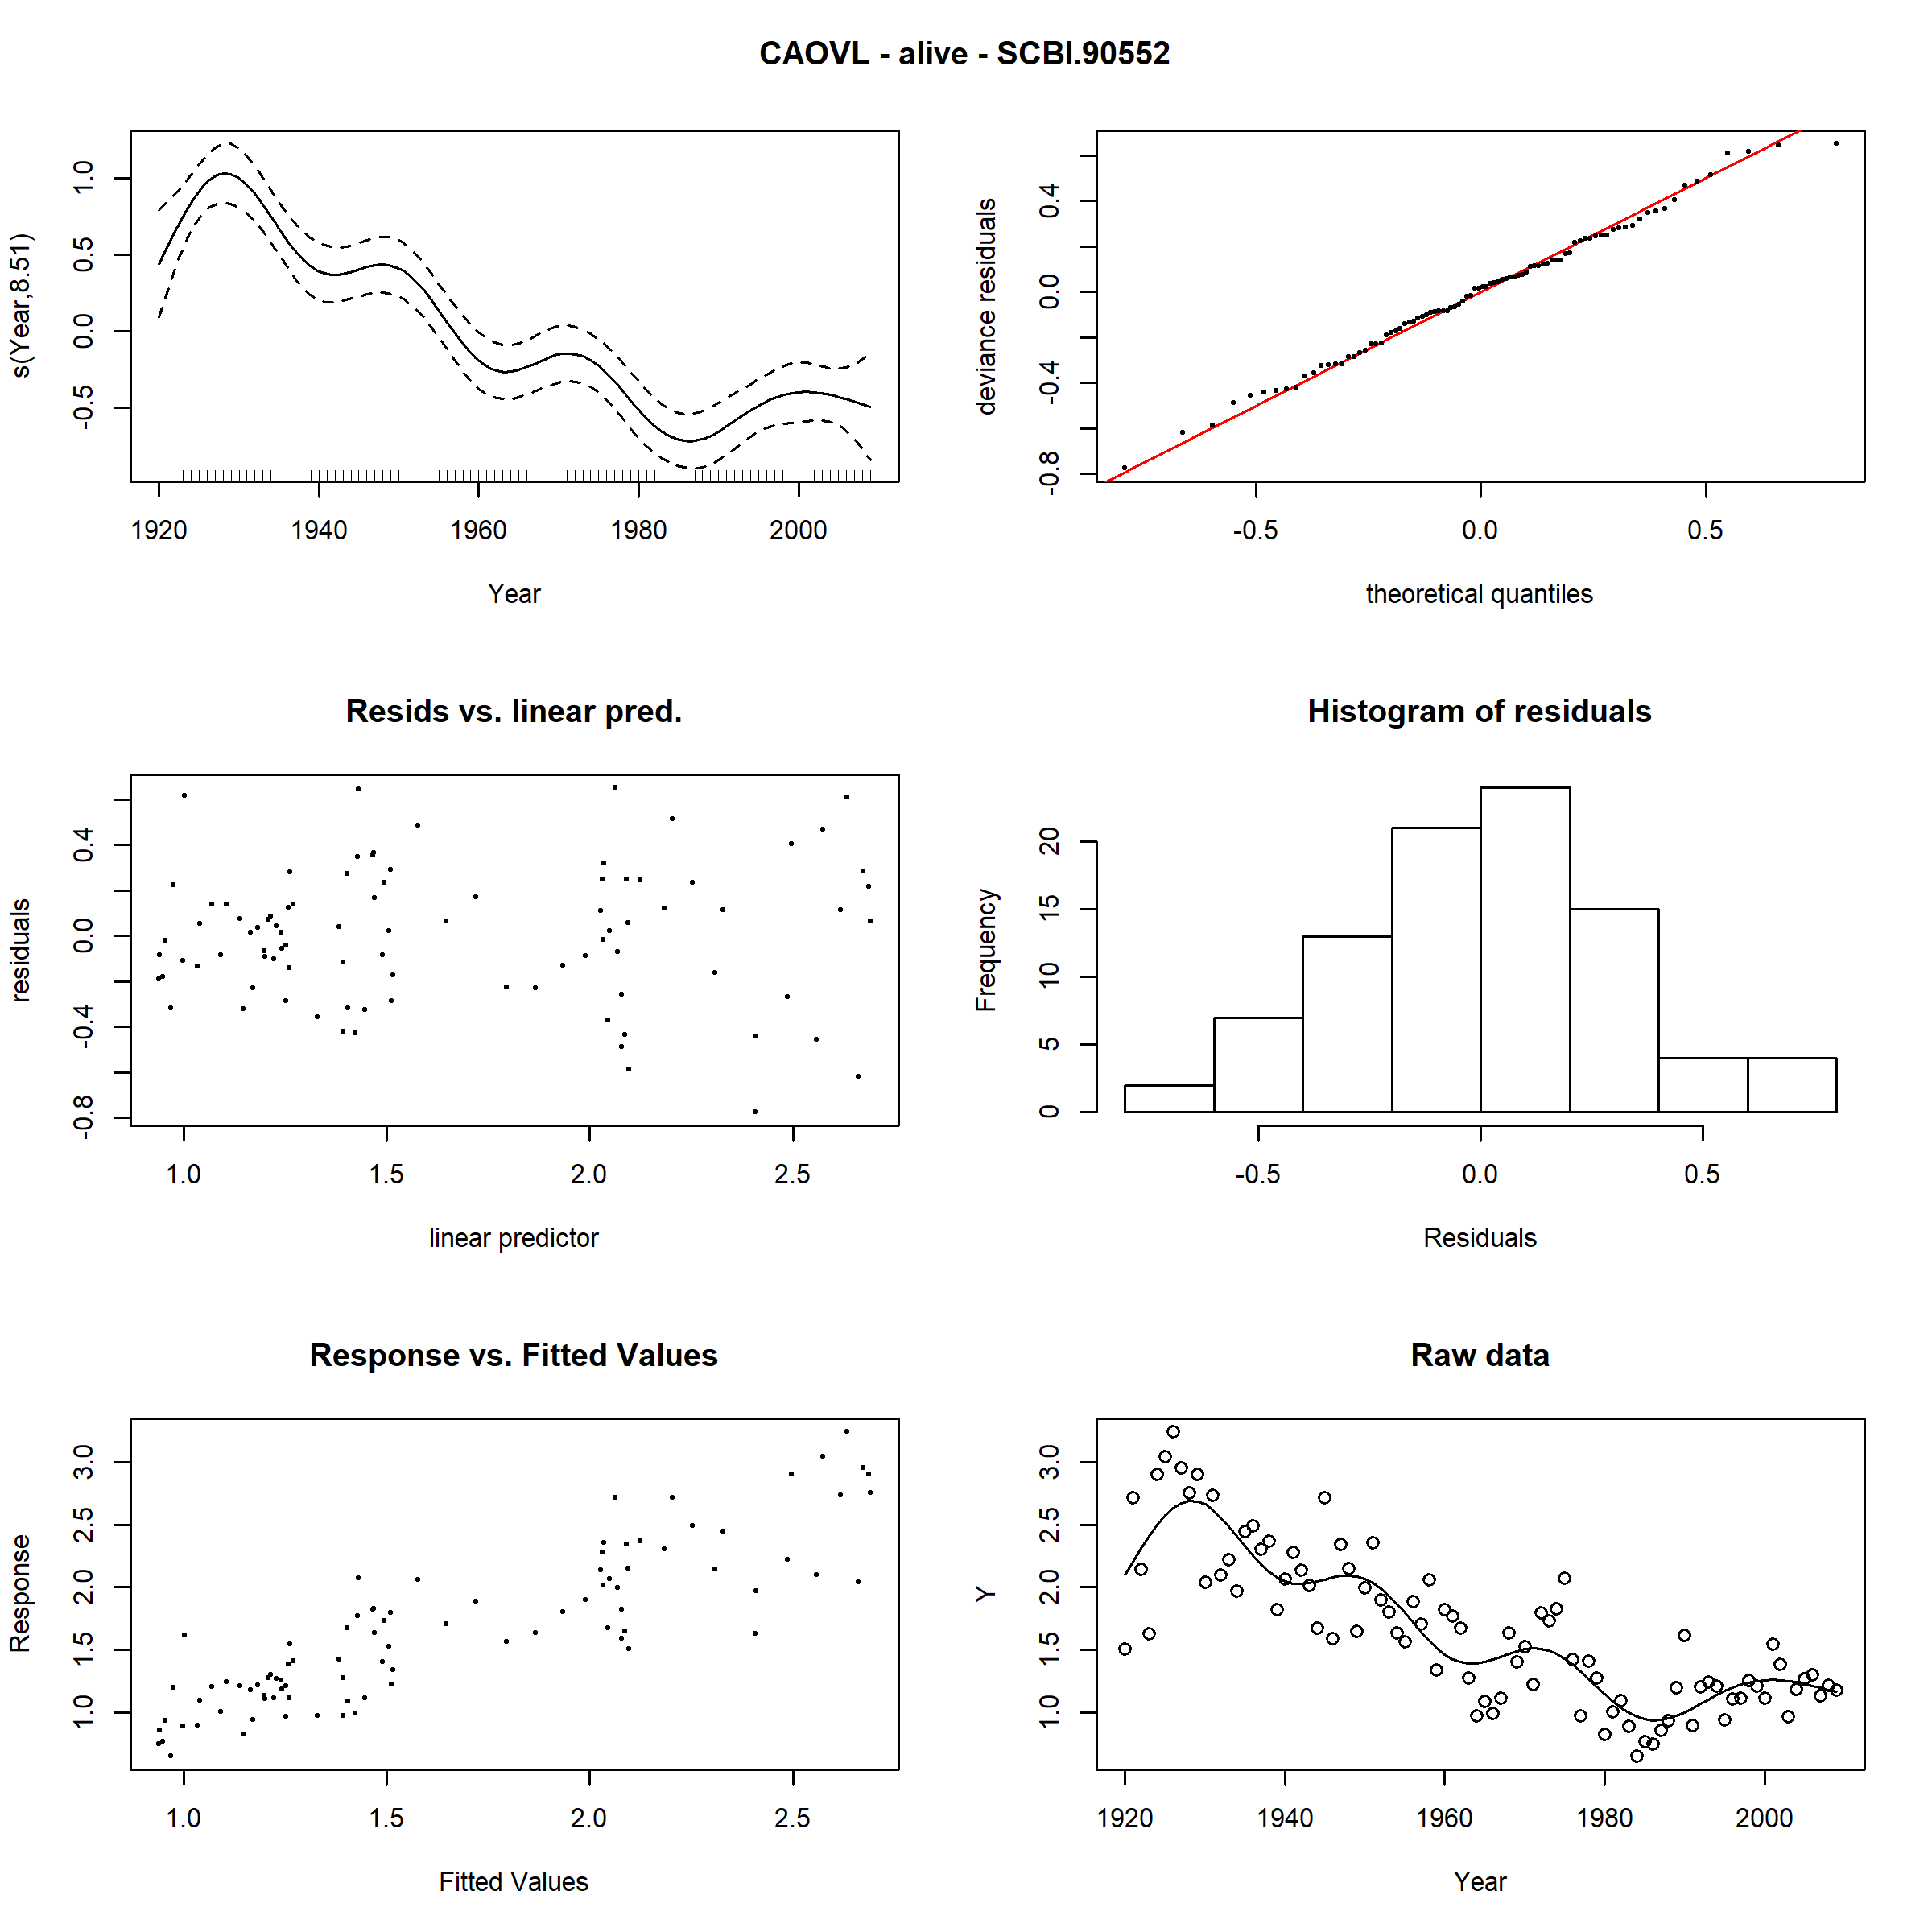 CAOVL - alive - SCBI.90552
s(Year,8.51)
1.0
0.5
0.0
-0.5
1920 1940 1960 1980 2000
Year
deviance residuals
0.4
0.0
-0.4
-0.8
-0.5 0.0 0.5
theoretical quantiles
Resids vs. linear pred.
residuals
0.4
0.0
-0.4
-0.8
1.0 1.5 2.0 2.5
linear predictor
Histogram of residuals
Frequency
20
15
10
5
0
-0.5 0.0 0.5
Residuals
Response vs. Fitted Values
Response
3.0
2.5
2.0
1.5
1.0
1.0 1.5 2.0 2.5
Fitted Values
Raw data
Y
3.0
2.5
2.0
1.5
1.0
1920 1940 1960 1980 2000
Year